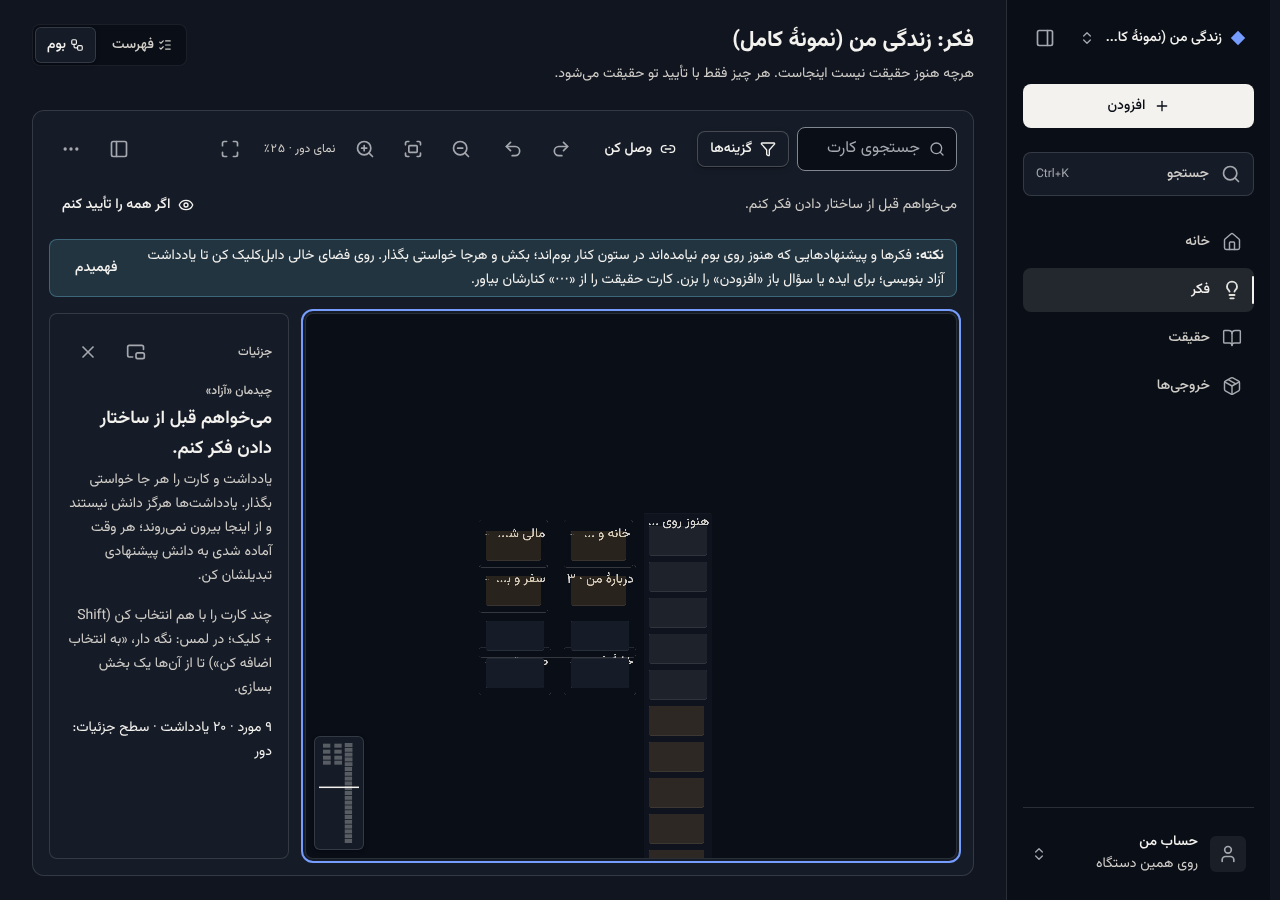 زندگی من (نمونهٔ کا...
افزودن
جستجو
Ctrl+K
خانه
فکر
حقیقت
خروجی‌ها
حساب من
روی همین دستگاه
فکر: زندگی من (نمونهٔ کامل)
هرچه هنوز حقیقت نیست اینجاست. هر چیز فقط با تأیید تو حقیقت می‌شود.
فهرست
بوم
جستجوی کارت
گزینه‌ها
وصل کن
نمای دور · ۲۵٪
می‌خواهم قبل از ساختار دادن فکر کنم.
اگر همه را تأیید کنم
نکته: فکرها و پیشنهادهایی که هنوز روی بوم نیامده‌اند در ستون کنار بوم‌اند؛ بکش و هرجا خواستی بگذار. روی فضای خالی دابل‌کلیک کن تا یادداشت
آزاد بنویسی؛ برای ایده یا سؤال باز «افزودن» را بزن. کارت حقیقت را از «···» کنارشان بیاور.
فهمیدم
هنوز روی ...
خانه و ...
مالی ش...
دربارهٔ من · ۳
سفر و ب...
جزئیات
چیدمان «آزاد»
می‌خواهم قبل از ساختار
دادن فکر کنم.
یادداشت و کارت را هر جا خواستی
بگذار. یادداشت‌ها هرگز دانش نیستند
و از اینجا بیرون نمی‌روند؛ هر وقت
آماده شدی به دانش پیشنهادی
تبدیلشان کن.
چند کارت را با هم انتخاب کن (Shift
+ کلیک؛ در لمس: نگه دار، «به انتخاب
اضافه کن») تا از آن‌ها یک بخش
بسازی.
۹ مورد · ۲۰ یادداشت · سطح جزئیات:
دور